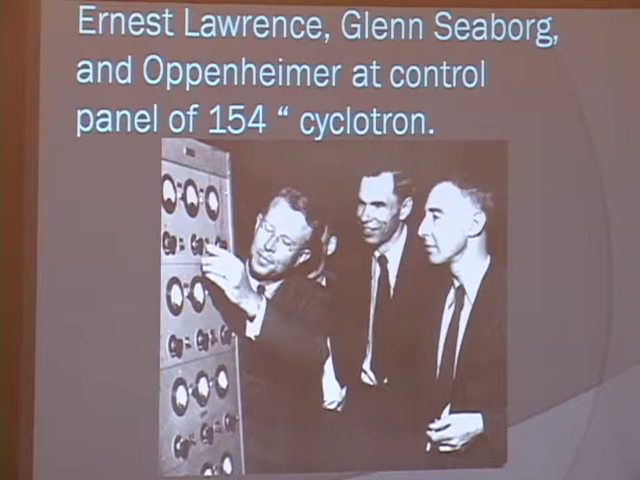 Ernest Lawrence, Glenn Seaborg,
and Oppenheimer at control
panel of 154 “ cyclotron.